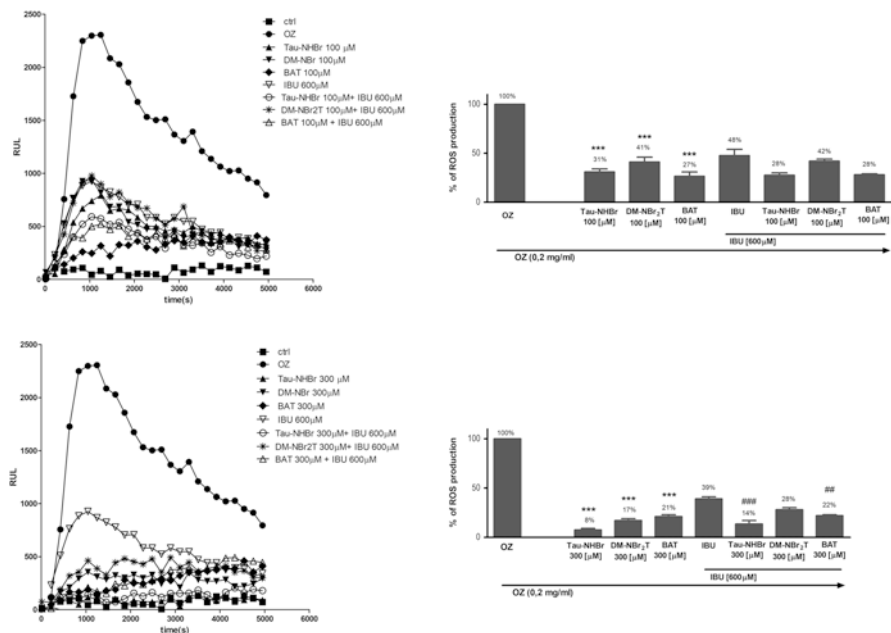 ctrl
OZ
Tau-NHBr 100 μM
DM-NBr 100μM
BAT 100μM
IBU 600μM
Tau-NHBr 100μM+ IBU 600μM
DM-NBr2T 100μM+ IBU 600μM
BAT 100μM + IBU 600μM
2500
2000
1500
1000
500
0
RUL
0 1000 2000 3000 4000 5000 6000
time(s)
% of ROS production
100
50
0
100%
***
31%
***
41%
***
27%
48%
28%
42%
28%
OZ
Tau-NHBr DM-NBr₂T BAT IBU Tau-NHBr DM-NBr₂T BAT
100 [μM] 100 [μM] 100 [μM] 100 [μM] 100 [μM] 100 [μM]
IBU [600μM]
OZ (0,2 mg/ml)
ctrl
OZ
Tau-NHBr 300 μM
DM-NBr 300μM
BAT 300μM
IBU 600μM
Tau-NHBr 300μM+ IBU 600μM
DM-NBr2T 300μM+ IBU 600μM
BAT 300μM + IBU 600μM
2500
2000
1500
1000
500
0
RUL
0 1000 2000 3000 4000 5000 6000
time(s)
% of ROS production
100
50
0
100%
***
8%
***
17%
***
21%
39%
###
14%
28%
##
22%
OZ
Tau-NHBr DM-NBr₂T BAT IBU Tau-NHBr DM-NBr₂T BAT
300 [μM] 300 [μM] 300 [μM] 300 [μM] 300 [μM] 300 [μM]
IBU [600μM]
OZ (0,2 mg/ml)